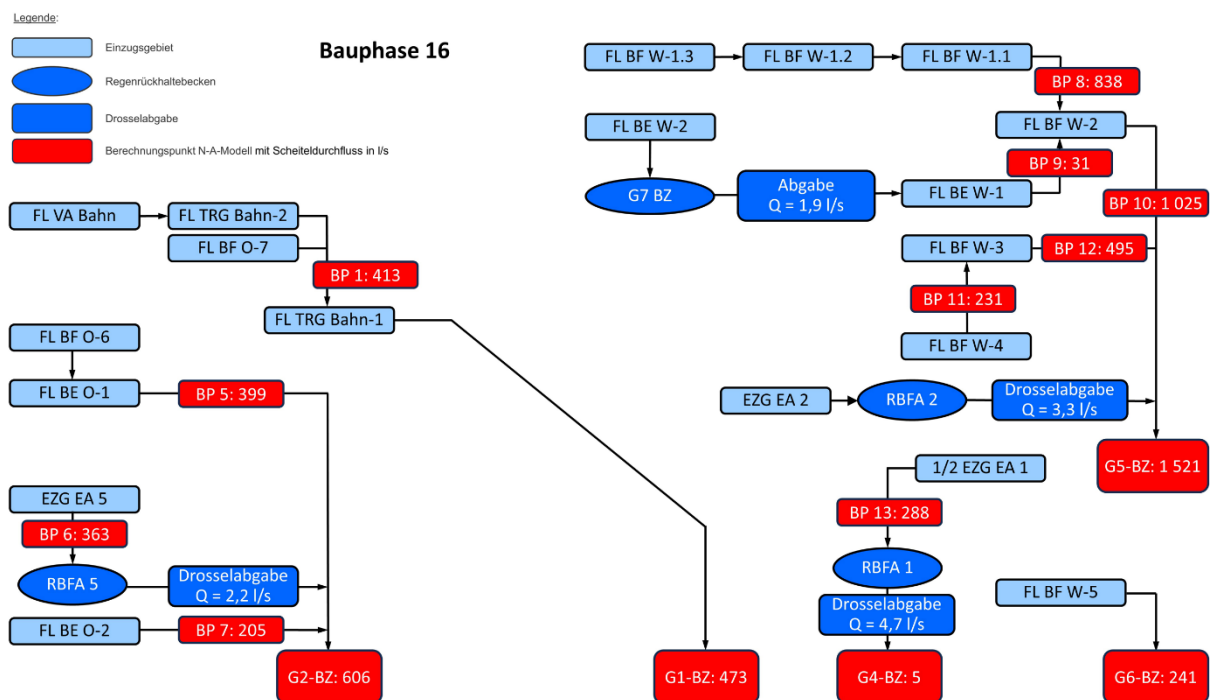 Legende:
Einzugsgebiet
Regenrückhaltebecken
Drosselabgabe
Berechnungspunkt N-A-Modell mit Scheiteldurchfluss in l/s
Bauphase 16
FL VA Bahn
FL TRG Bahn-2
FL BF O-7
BP 1: 413
FL TRG Bahn-1
FL BF O-6
FL BE O-1
BP 5: 399
EZG EA 5
BP 6: 363
RBFA 5
Drosselabgabe
Q = 2,2 l/s
FL BE O-2
BP 7: 205
G2-BZ: 606
G1-BZ: 473
FL BF W-1.3
FL BF W-1.2
FL BF W-1.1
BP 8: 838
FL BE W-2
FL BF W-2
BP 9: 31
G7 BZ
Abgabe
Q = 1,9 l/s
FL BE W-1
BP 10: 1 025
FL BF W-3
BP 12: 495
BP 11: 231
FL BF W-4
EZG EA 2
RBFA 2
Drosselabgabe
Q = 3,3 l/s
G5-BZ: 1 521
1/2 EZG EA 1
BP 13: 288
RBFA 1
Drosselabgabe
Q = 4,7 l/s
G4-BZ: 5
FL BF W-5
G6-BZ: 241